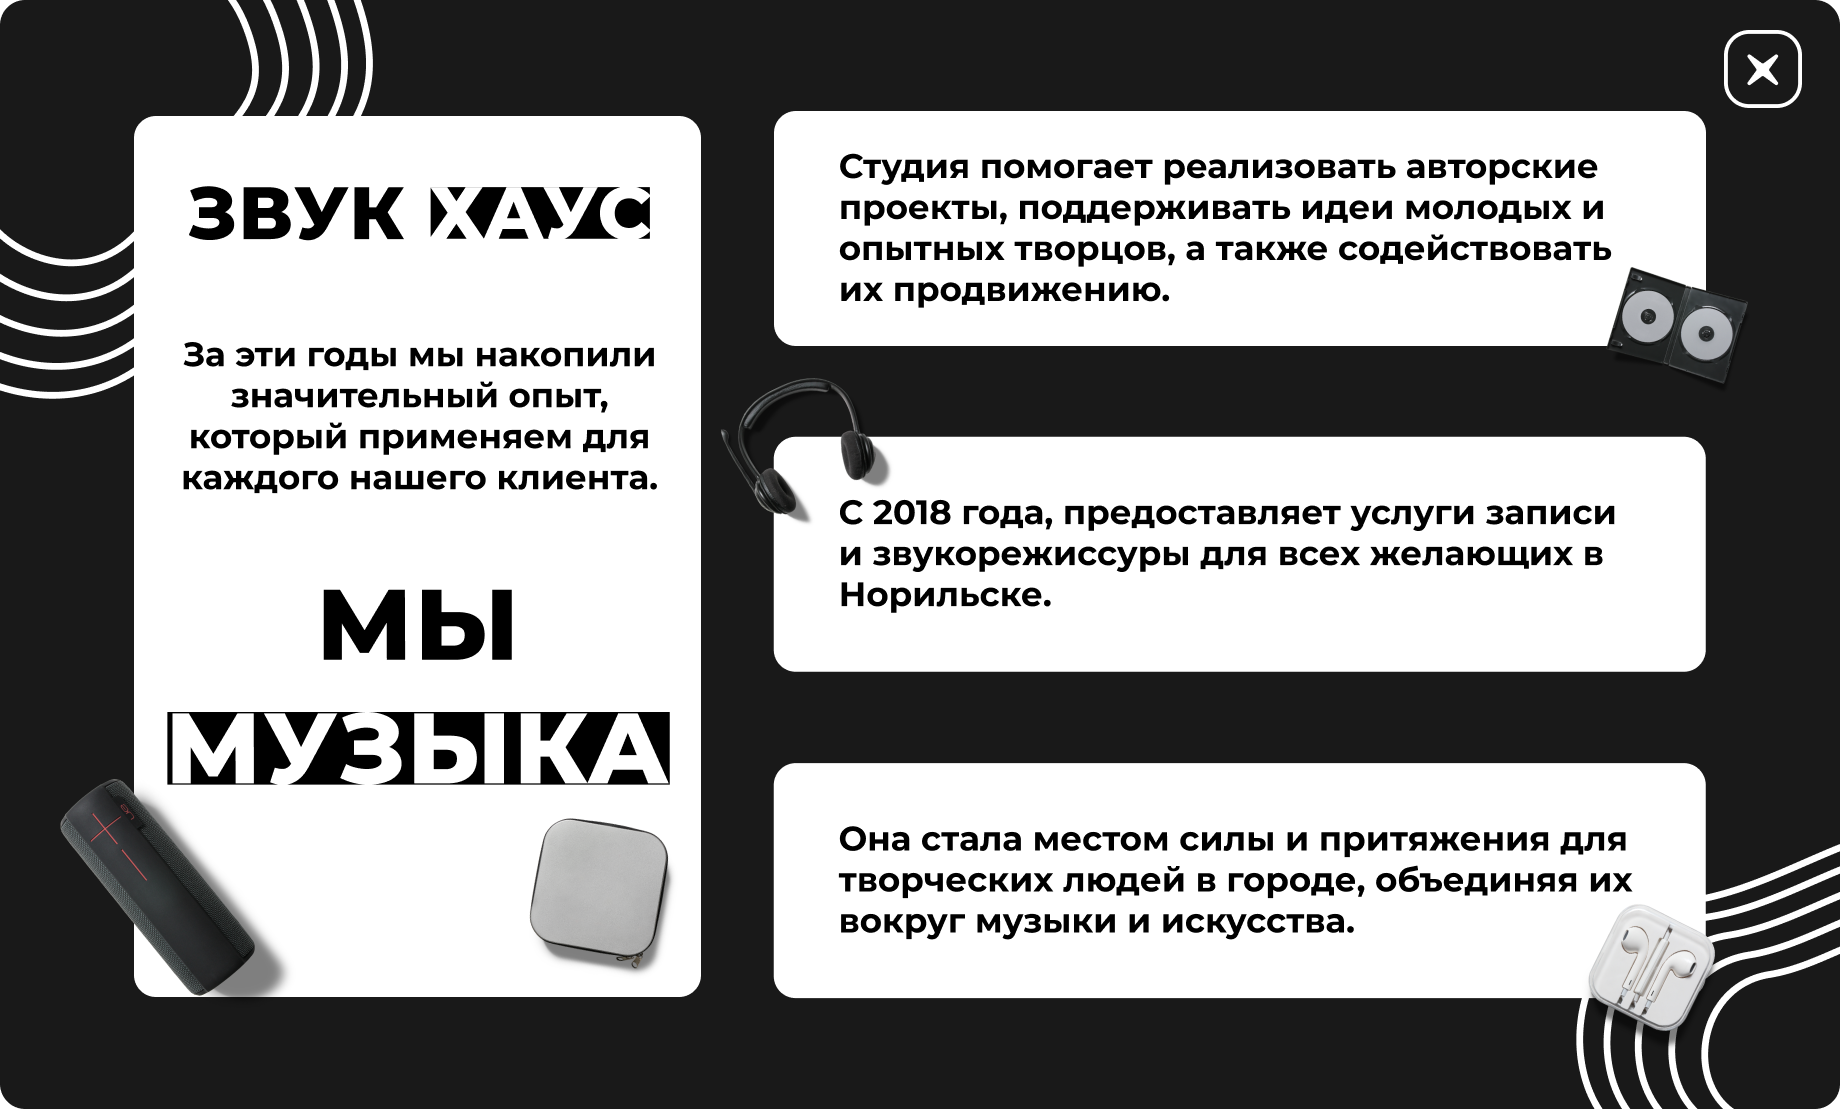 ЗВУК ХАУС
За эти годы мы накопили
значительный опыт,
который применяем для
каждого нашего клиента.
МЫ
МУЗЫКА
Студия помогает реализовать авторские
проекты, поддерживать идеи молодых и
опытных творцов, а также содействовать
их продвижению.
С 2018 года, предоставляет услуги записи
и звукорежиссуры для всех желающих в
Норильске.
Она стала местом силы и притяжения для
творческих людей в городе, объединяя их
вокруг музыки и искусства.